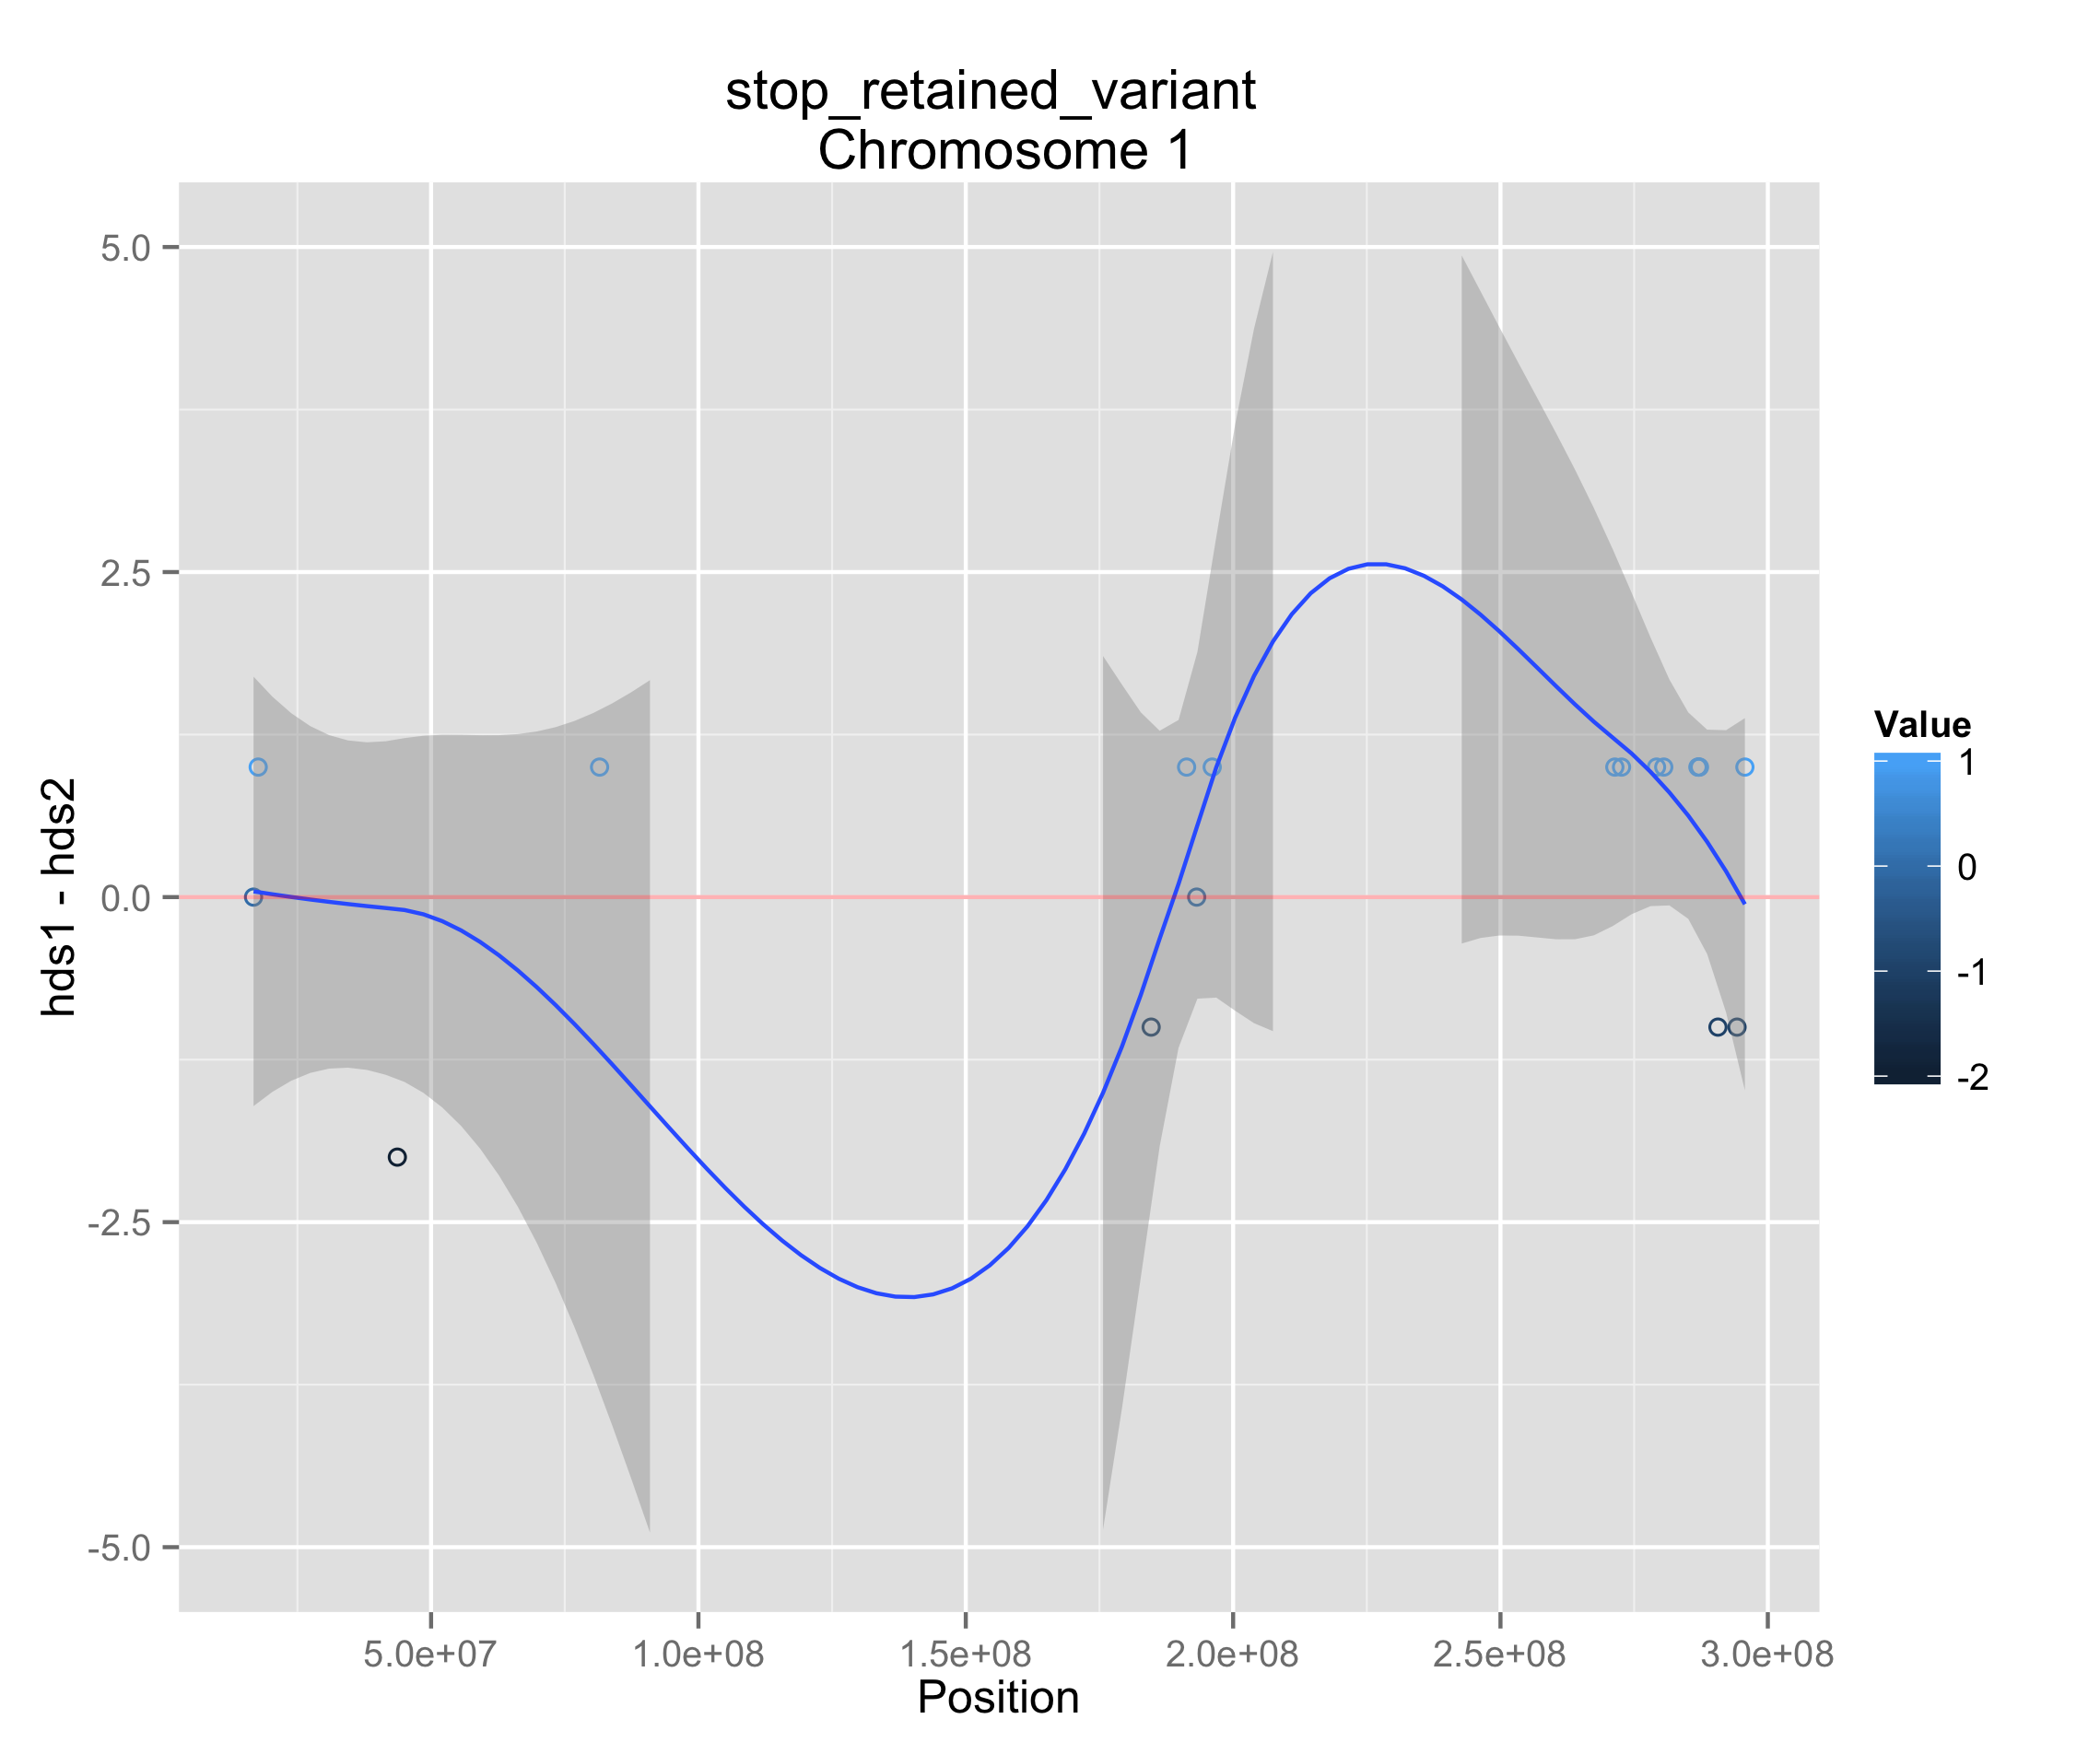 stop_retained_variant
Chromosome 1
5.0
2.5
0.0
-2.5
-5.0
hds1 - hds2
5.0e+07 1.0e+08 1.5e+08 2.0e+08 2.5e+08 3.0e+08
Position
Value
1
0
-1
-2